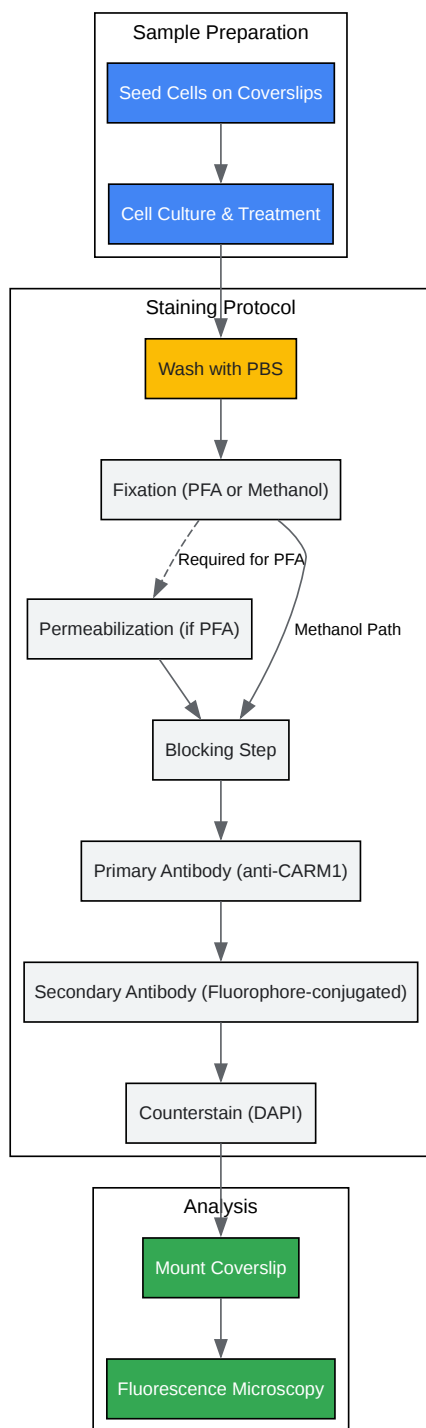 Sample Preparation
Seed Cells on Coverslips
Cell Culture & Treatment
Staining Protocol
Wash with PBS
Fixation (PFA or Methanol)
Required for PFA
Permeabilization (if PFA)
Methanol Path
Blocking Step
Primary Antibody (anti-CARM1)
Secondary Antibody (Fluorophore-conjugated)
Counterstain (DAPI)
Analysis
Mount Coverslip
Fluorescence Microscopy